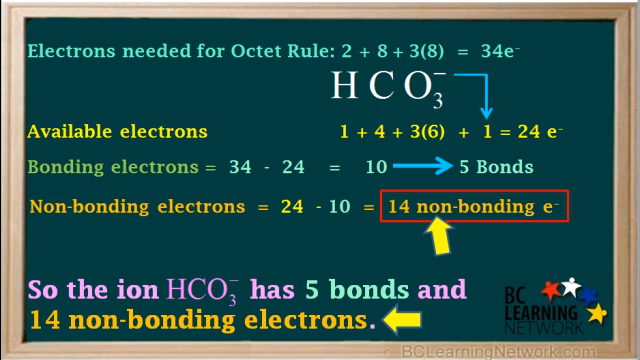 Electrons needed for Octet Rule: 2 + 8 + 3(8) = 34e⁻
H C O₃⁻
Available electrons 1 + 4 + 3(6) + 1 = 24 e⁻
Bonding electrons = 34 - 24 = 10 → 5 Bonds
Non-bonding electrons = 24 - 10 = 14 non-bonding e⁻
So the ion HCO₃⁻ has 5 bonds and
14 non-bonding electrons.
BC
LEARNING
NETWORK
BCLearningNetwork.com